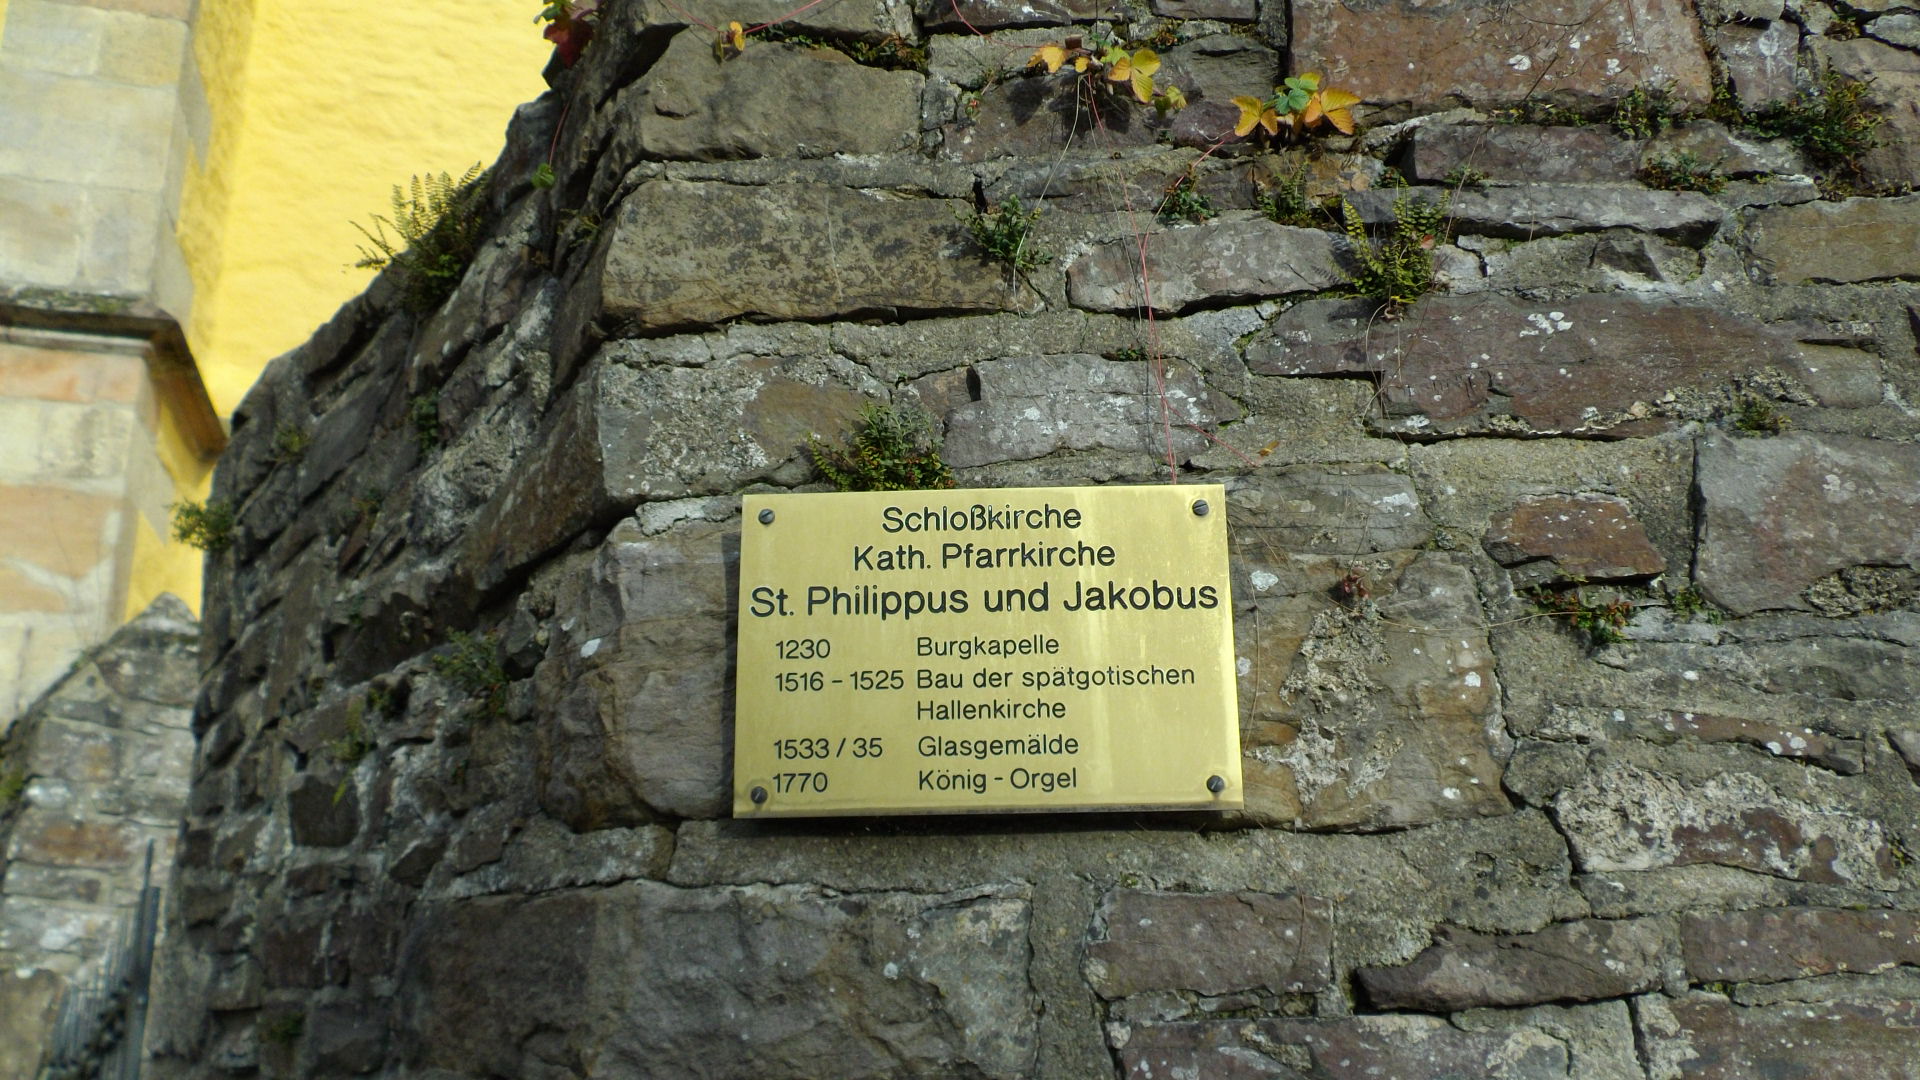 Schloßkirche
Kath. Pfarrkirche
St. Philippus und Jakobus
1230 Burgkapelle
1516 - 1525 Bau der spätgotischen
Hallenkirche
1533 / 35 Glasgemälde
1770 König - Orgel